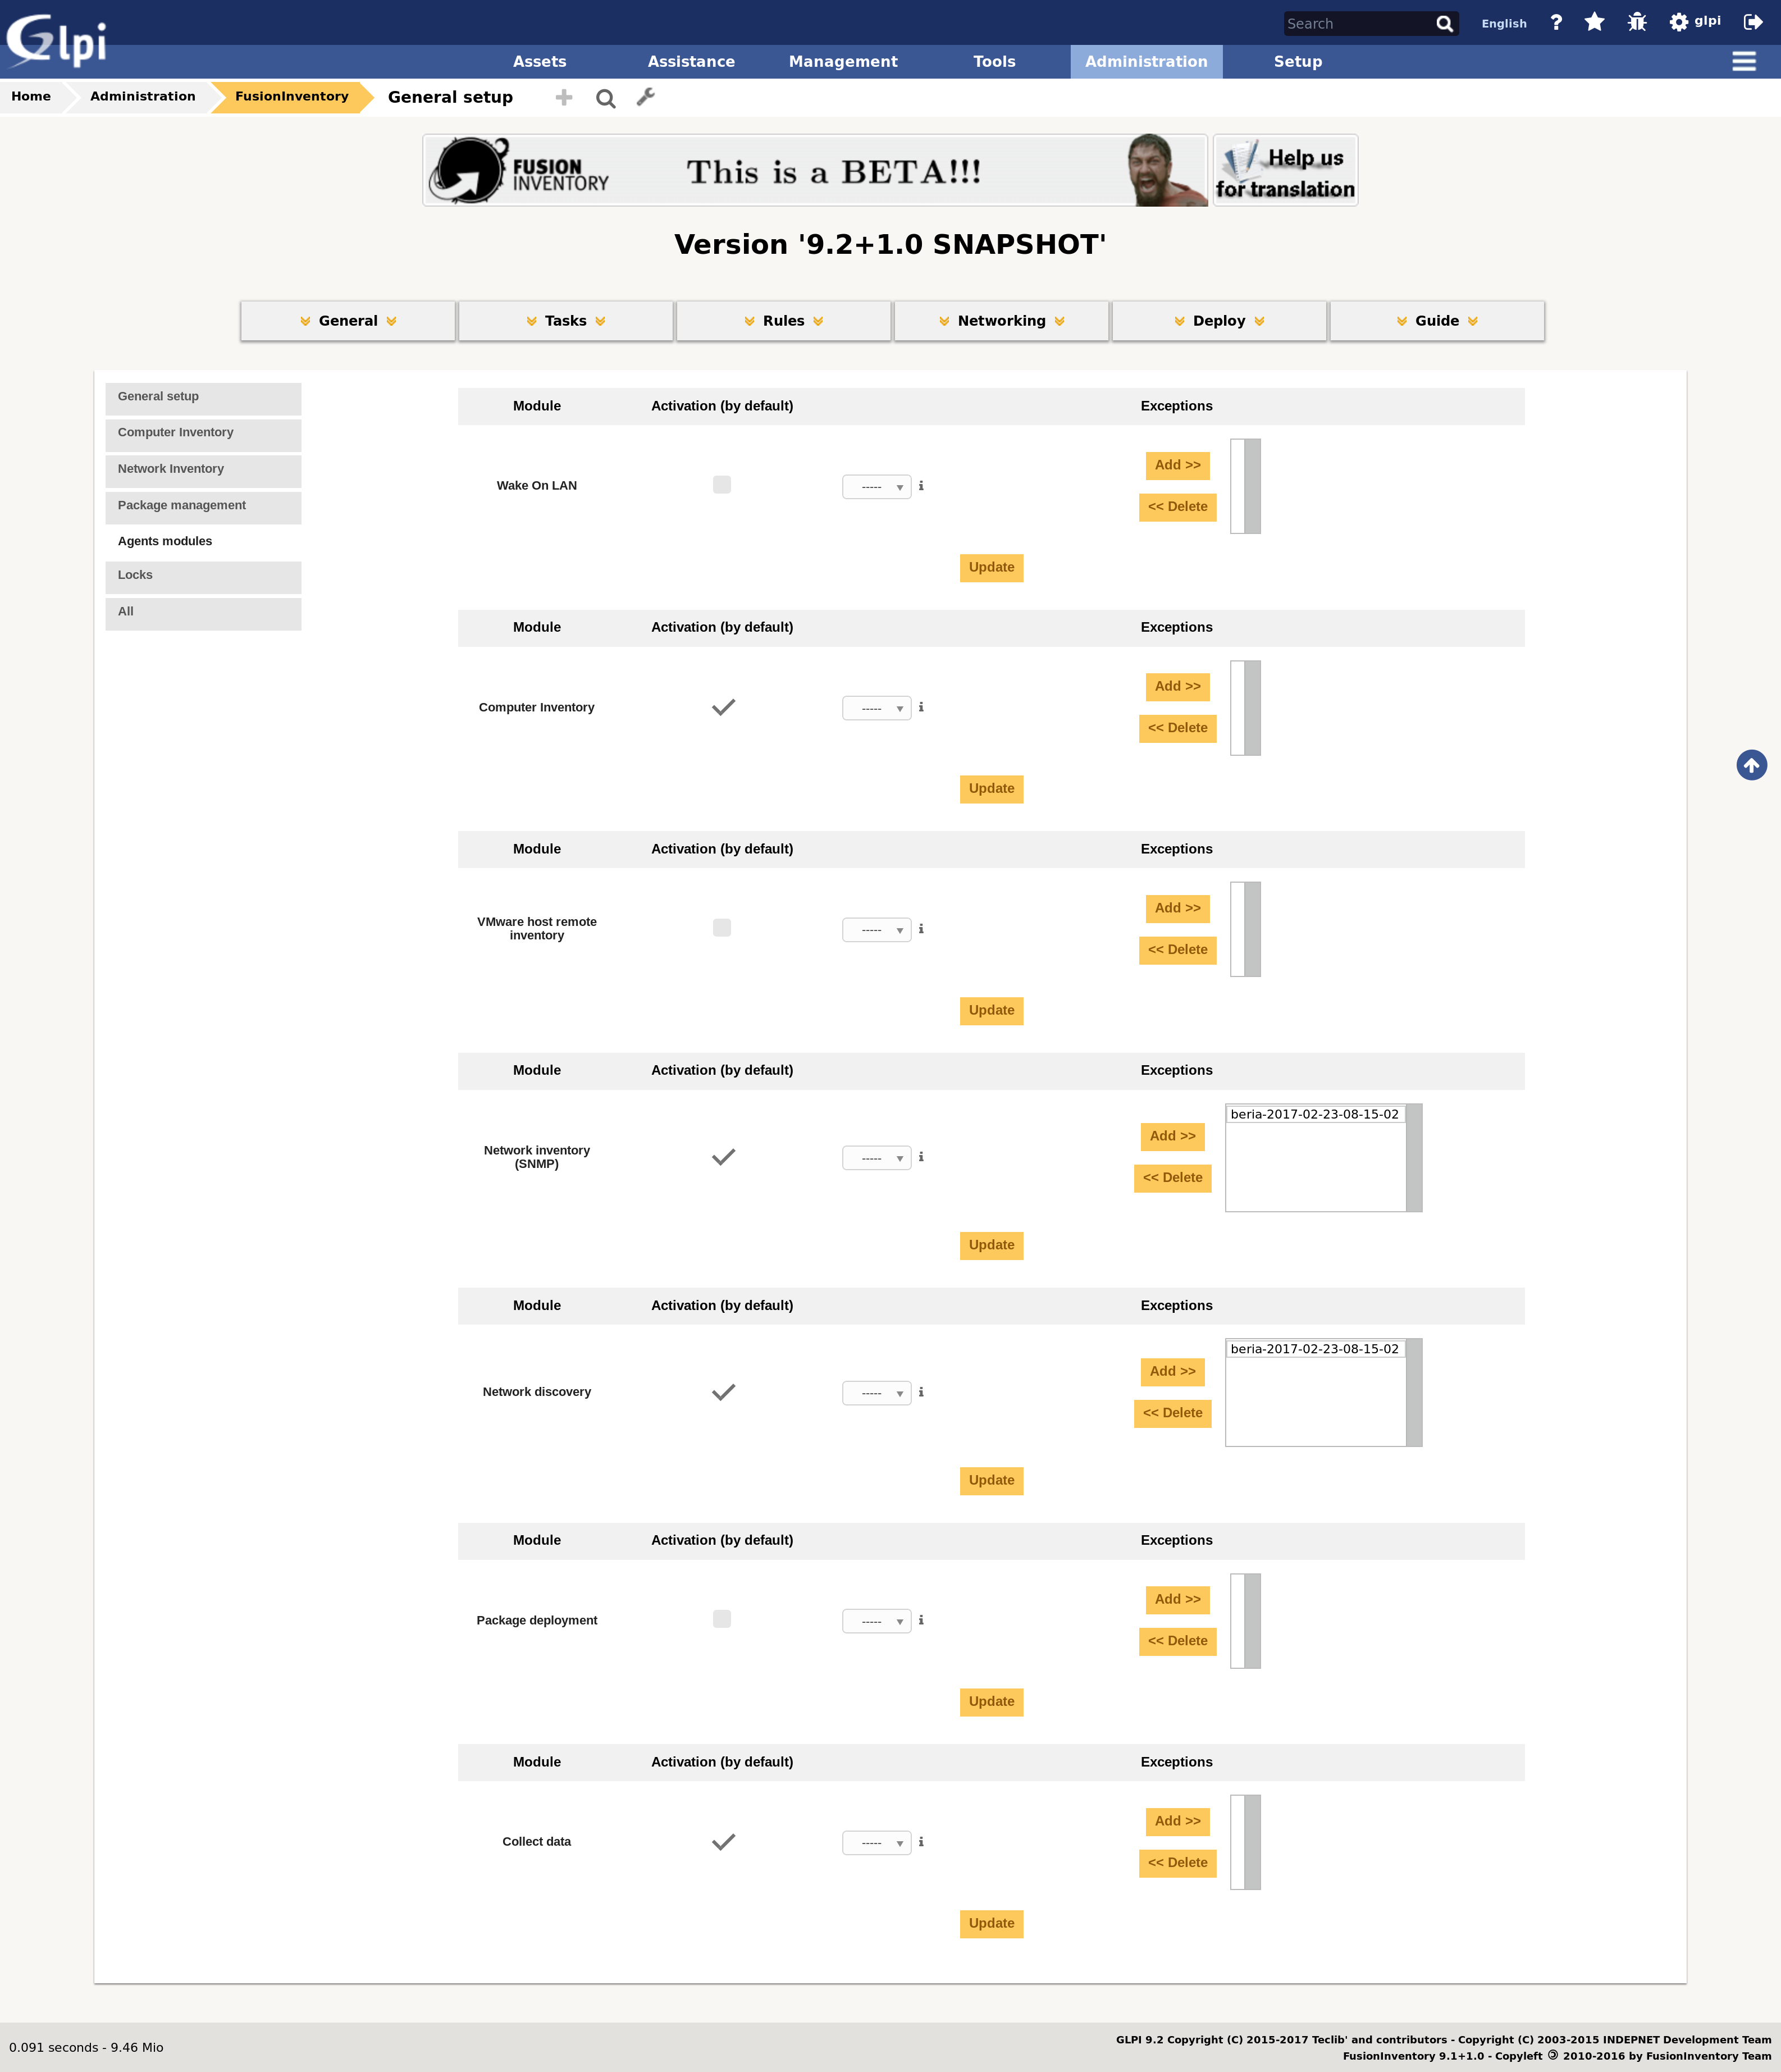 Glpi
Search
English
?
glpi
Assets Assistance Management Tools Administration Setup
Home Administration FusionInventory General setup
FUSION
INVENTORY
This is a BETA!!!
Help us
for translation
Version '9.2+1.0 SNAPSHOT'
General Tasks Rules Networking Deploy Guide
General setup
Computer Inventory
Network Inventory
Package management
Agents modules
Locks
All
Module Activation (by default) Exceptions
Wake On LAN ----- i Add >>
<< Delete
Update
Module Activation (by default) Exceptions
Computer Inventory ----- i Add >>
<< Delete
Update
Module Activation (by default) Exceptions
VMware host remote
inventory
----- i Add >>
<< Delete
Update
Module Activation (by default) Exceptions
Network inventory
(SNMP)
----- i Add >>
<< Delete
beria-2017-02-23-08-15-02
Update
Module Activation (by default) Exceptions
Network discovery ----- i Add >>
<< Delete
beria-2017-02-23-08-15-02
Update
Module Activation (by default) Exceptions
Package deployment ----- i Add >>
<< Delete
Update
Module Activation (by default) Exceptions
Collect data ----- i Add >>
<< Delete
Update
0.091 seconds - 9.46 Mio
GLPI 9.2 Copyright (C) 2015-2017 Teclib' and contributors - Copyright (C) 2003-2015 INDEPNET Development Team
FusionInventory 9.1+1.0 - Copyleft 🄯 2010-2016 by FusionInventory Team